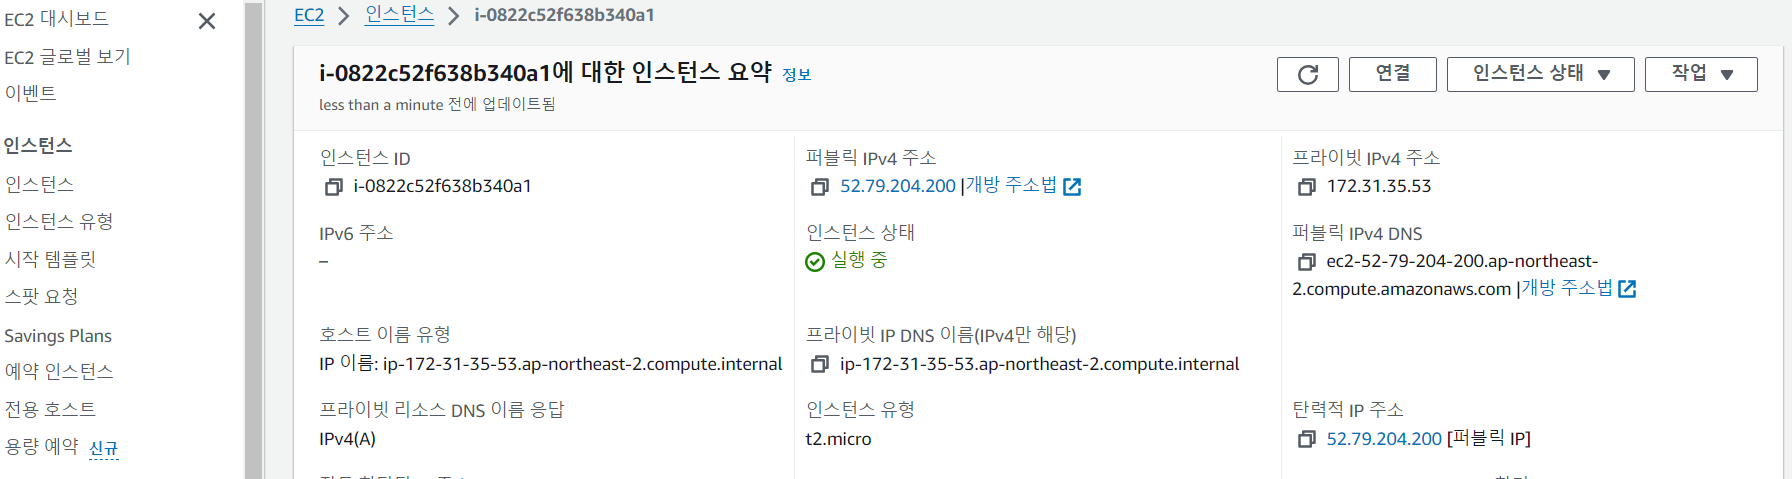 EC2 대시보드
EC2 글로벌 보기
이벤트
인스턴스
인스턴스
인스턴스 유형
시작 템플릿
스팟 요청
Savings Plans
예약 인스턴스
전용 호스트
용량 예약 신규
EC2 > 인스턴스 > i-0822c52f638b340a1
i-0822c52f638b340a1에 대한 인스턴스 요약 정보
less than a minute 전에 업데이트됨
연결
인스턴스 상태
작업
인스턴스 ID
i-0822c52f638b340a1
퍼블릭 IPv4 주소
52.79.204.200 |개방 주소법
프라이빗 IPv4 주소
172.31.35.53
IPv6 주소
–
인스턴스 상태
실행 중
퍼블릭 IPv4 DNS
ec2-52-79-204-200.ap-northeast-
2.compute.amazonaws.com |개방 주소법
호스트 이름 유형
IP 이름: ip-172-31-35-53.ap-northeast-2.compute.internal
프라이빗 IP DNS 이름(IPv4만 해당)
ip-172-31-35-53.ap-northeast-2.compute.internal
프라이빗 리소스 DNS 이름 응답
IPv4(A)
인스턴스 유형
t2.micro
탄력적 IP 주소
52.79.204.200 [퍼블릭 IP]